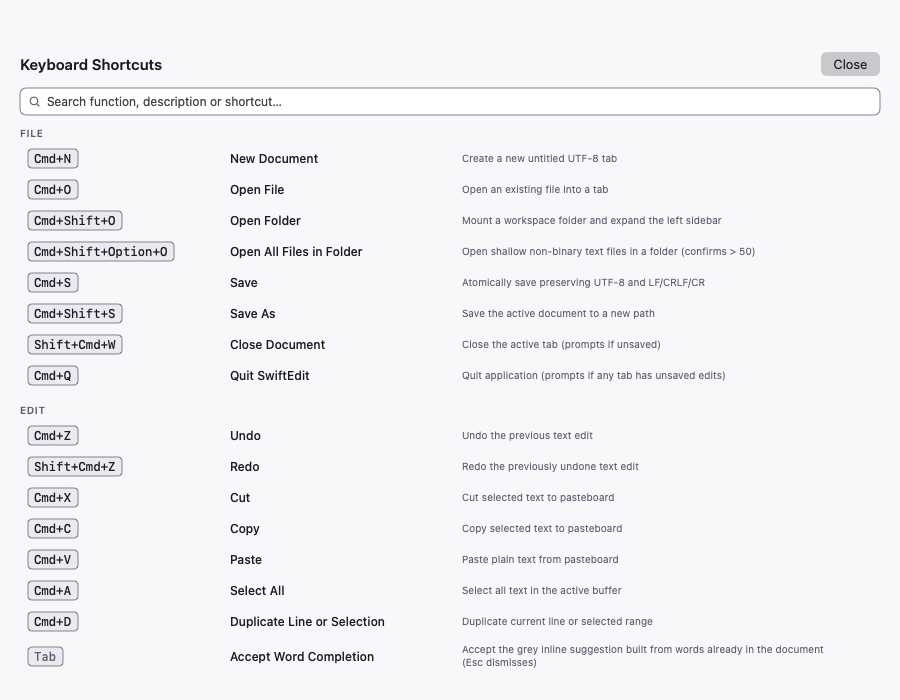 Keyboard Shortcuts
Close
Search function, description or shortcut...
FILE
Cmd+N New Document Create a new untitled UTF-8 tab
Cmd+O Open File Open an existing file into a tab
Cmd+Shift+O Open Folder Mount a workspace folder and expand the left sidebar
Cmd+Shift+Option+O Open All Files in Folder Open shallow non-binary text files in a folder (confirms > 50)
Cmd+S Save Atomically save preserving UTF-8 and LF/CRLF/CR
Cmd+Shift+S Save As Save the active document to a new path
Shift+Cmd+W Close Document Close the active tab (prompts if unsaved)
Cmd+Q Quit SwiftEdit Quit application (prompts if any tab has unsaved edits)
EDIT
Cmd+Z Undo Undo the previous text edit
Shift+Cmd+Z Redo Redo the previously undone text edit
Cmd+X Cut Cut selected text to pasteboard
Cmd+C Copy Copy selected text to pasteboard
Cmd+V Paste Paste plain text from pasteboard
Cmd+A Select All Select all text in the active buffer
Cmd+D Duplicate Line or Selection Duplicate current line or selected range
Tab Accept Word Completion Accept the grey inline suggestion built from words already in the document
(Esc dismisses)